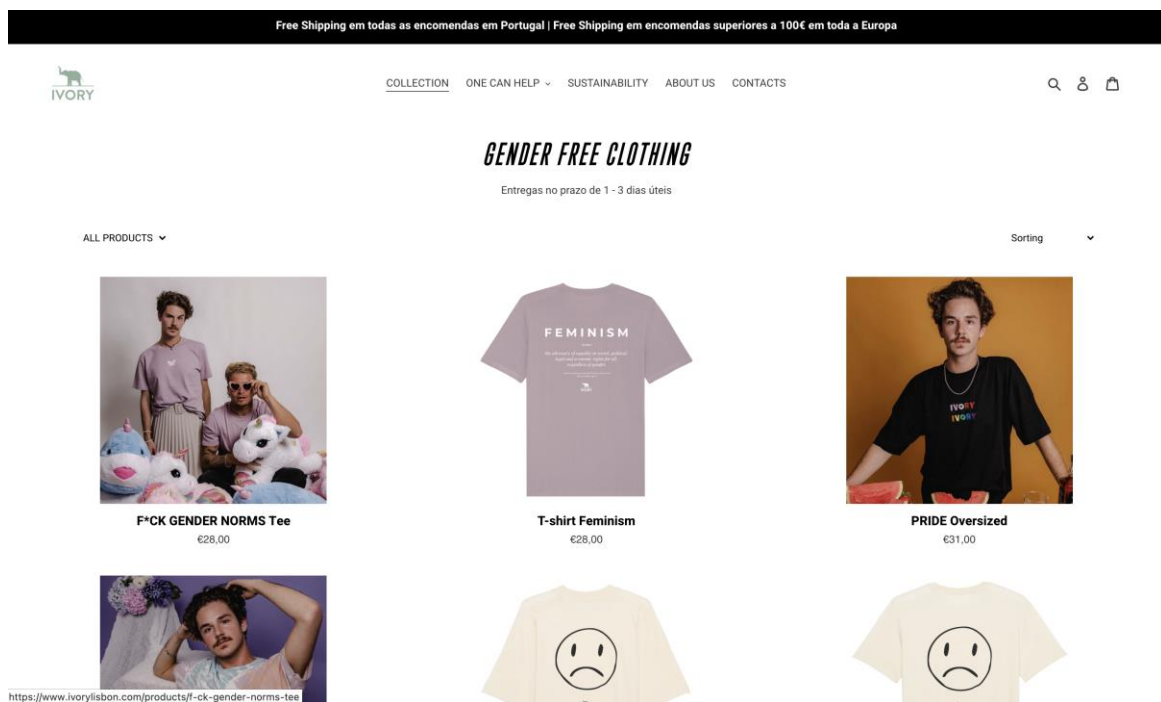 Free Shipping em todas as encomendas em Portugal | Free Shipping em encomendas superiores a 100€ em toda a Europa
IVORY
COLLECTION ONE CAN HELP SUSTAINABILITY ABOUT US CONTACTS
GENDER FREE CLOTHING
Entregas no prazo de 1 - 3 dias úteis
ALL PRODUCTS
Sorting
FEMINISM
IVORY
IVORY
IVORY
F*CK GENDER NORMS Tee
€28,00
T-shirt Feminism
€28,00
PRIDE Oversized
€31,00
https://www.ivorylisbon.com/products/f-ck-gender-norms-tee